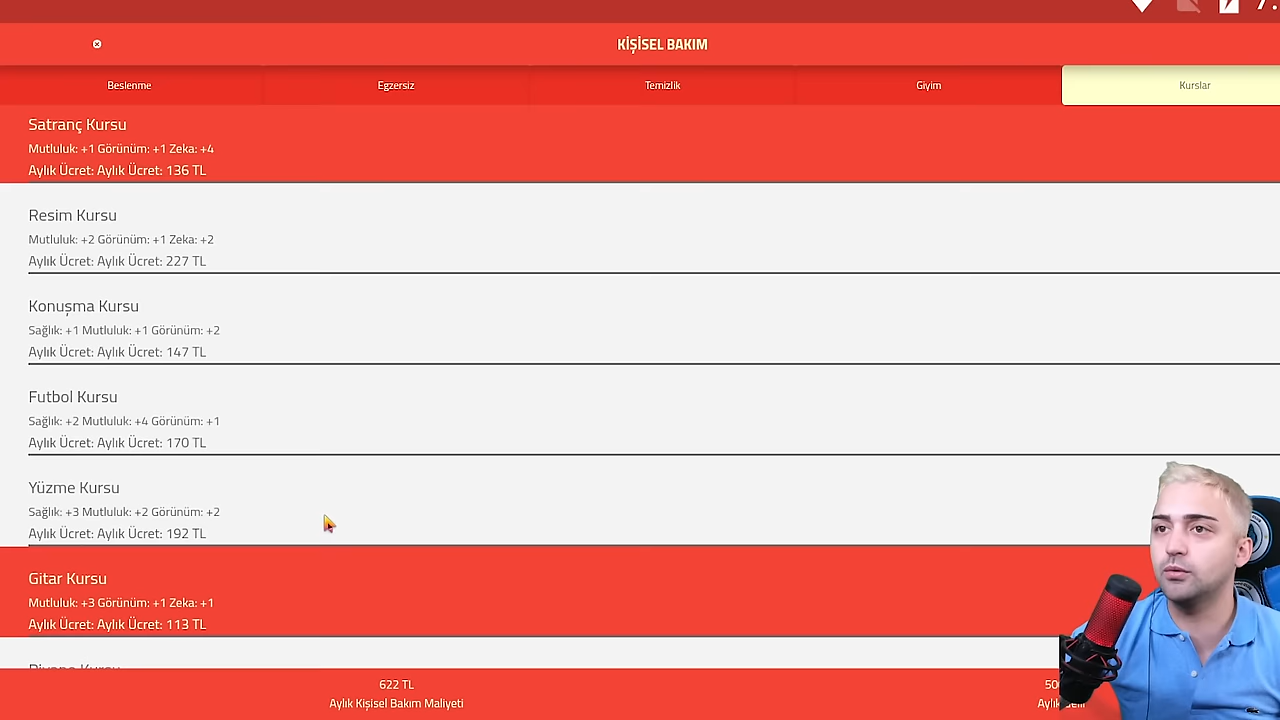 KİŞİSEL BAKIM
Beslenme
Egzersiz
Temizlik
Giyim
Kurslar
Satranç Kursu
Mutluluk: +1 Görünüm: +1 Zeka: +4
Aylık Ücret: Aylık Ücret: 136 TL
Resim Kursu
Mutluluk: +2 Görünüm: +1 Zeka: +2
Aylık Ücret: Aylık Ücret: 227 TL
Konuşma Kursu
Sağlık: +1 Mutluluk: +1 Görünüm: +2
Aylık Ücret: Aylık Ücret: 147 TL
Futbol Kursu
Sağlık: +2 Mutluluk: +4 Görünüm: +1
Aylık Ücret: Aylık Ücret: 170 TL
Yüzme Kursu
Sağlık: +3 Mutluluk: +2 Görünüm: +2
Aylık Ücret: Aylık Ücret: 192 TL
Gitar Kursu
Mutluluk: +3 Görünüm: +1 Zeka: +1
Aylık Ücret: Aylık Ücret: 113 TL
622 TL
Aylık Kişisel Bakım Maliyeti